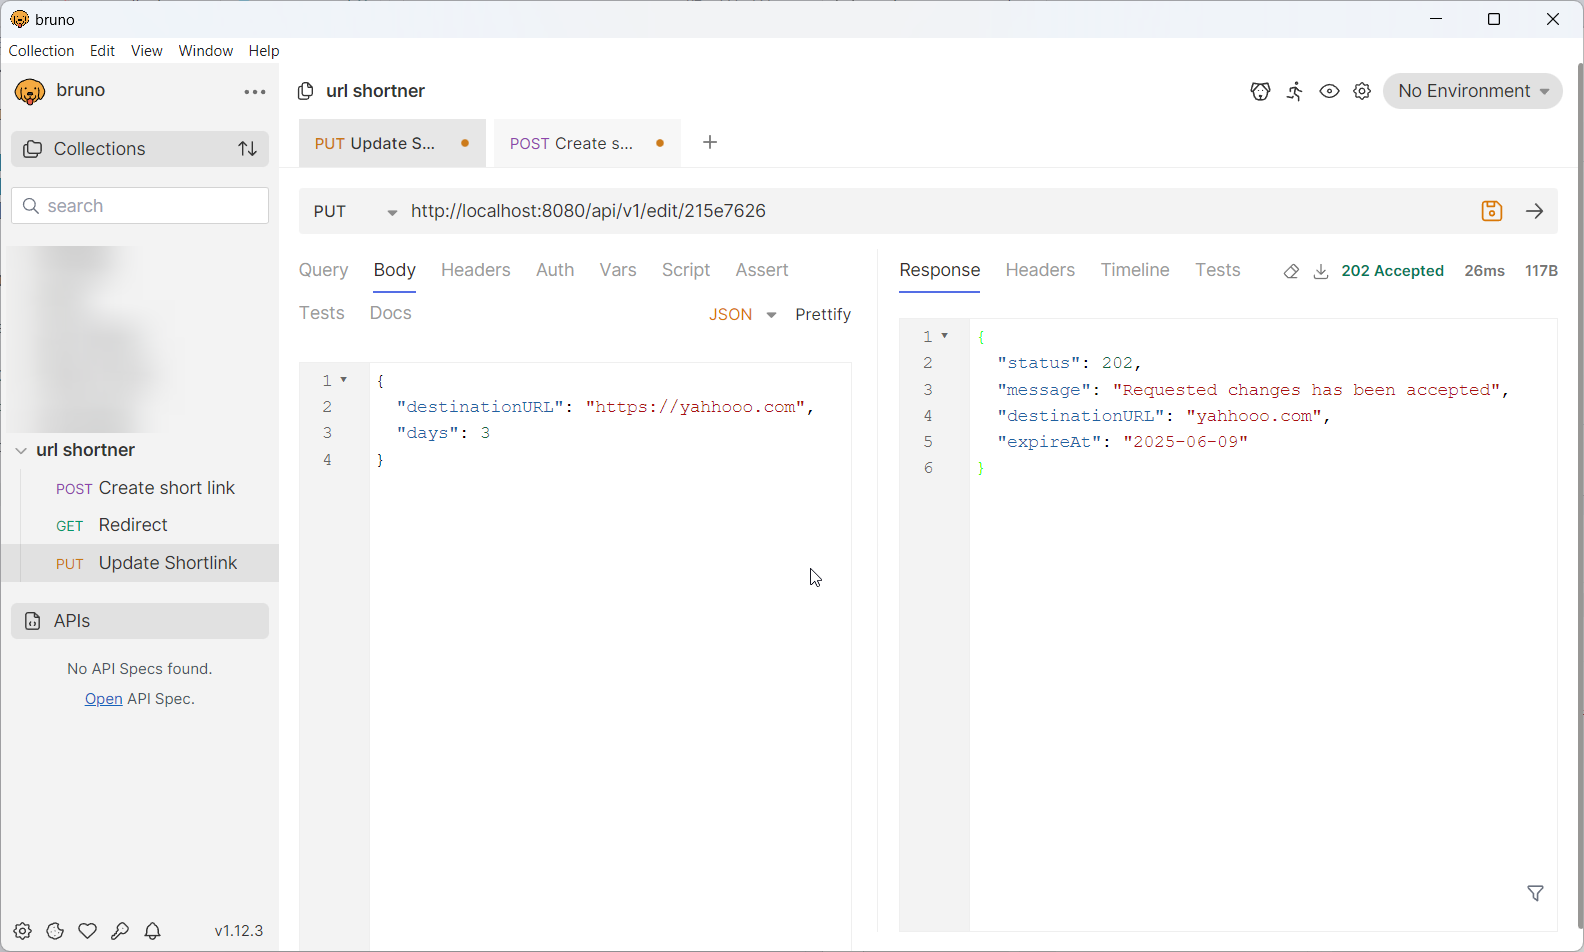 bruno
Collection Edit View Window Help
bruno
Collections
search
url shortner
POST Create short link
GET Redirect
PUT Update Shortlink
APIs
No API Specs found.
Open API Spec.
v1.12.3
url shortner
No Environment
PUT Update S...
POST Create s...
PUT http://localhost:8080/api/v1/edit/215e7626
Query Body Headers Auth Vars Script Assert
Tests Docs JSON Prettify
1 {
2 "destinationURL": "https://yahhooo.com",
3 "days": 3
4 }
Response Headers Timeline Tests 202 Accepted 26ms 117B
1 {
2 "status": 202,
3 "message": "Requested changes has been accepted",
4 "destinationURL": "yahhooo.com",
5 "expireAt": "2025-06-09"
6 }